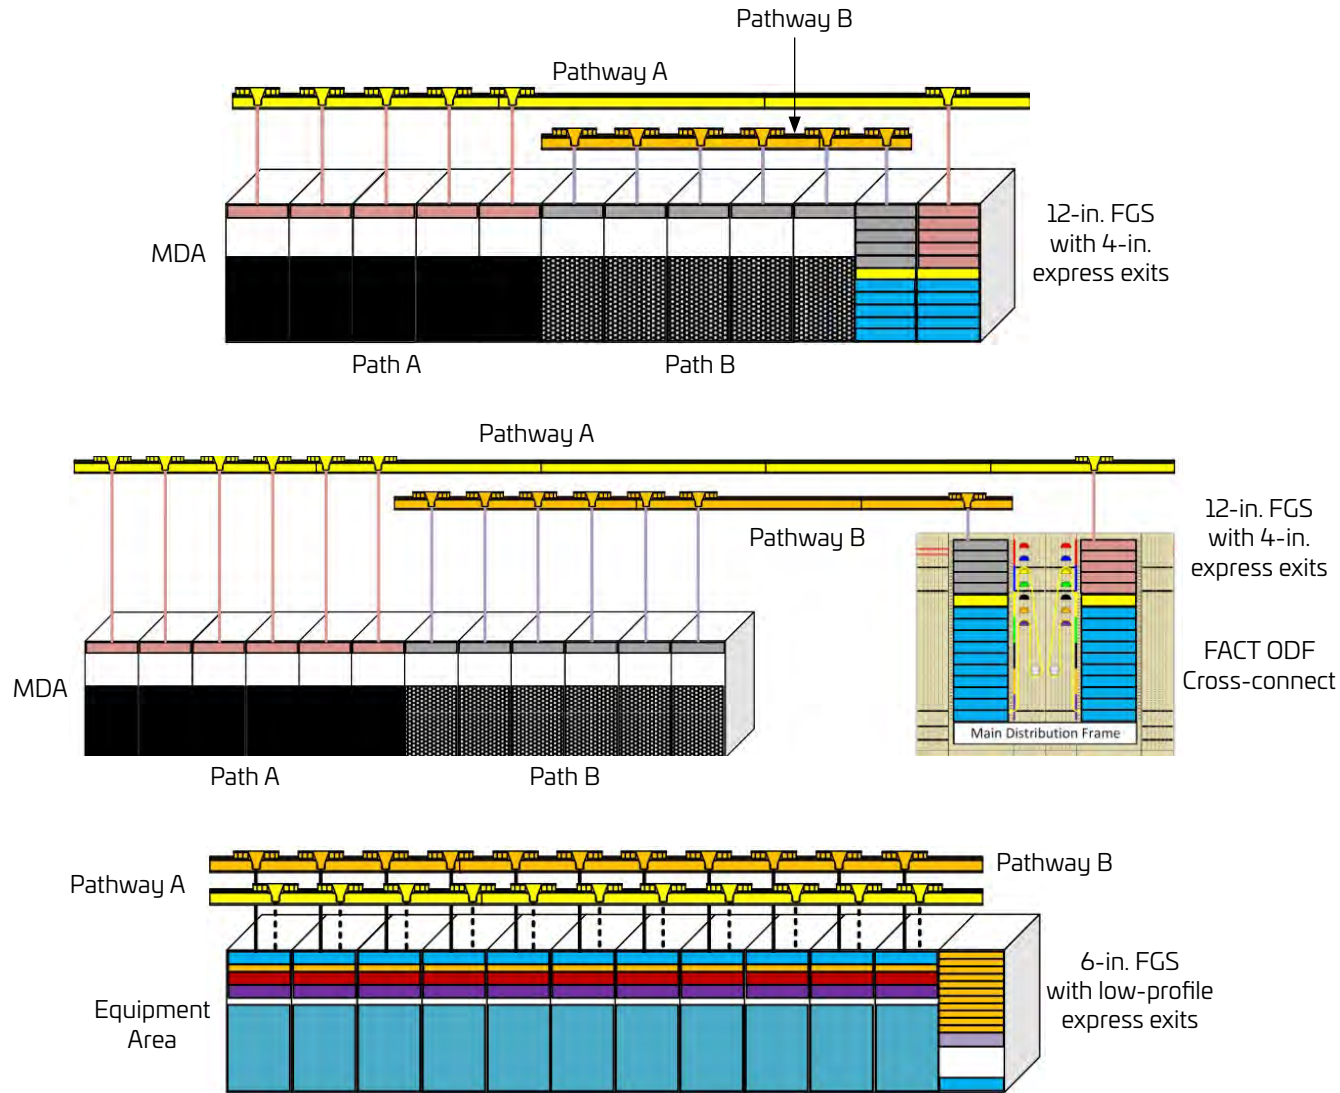 Pathway B
Pathway A
MDA
12-in. FGS
with 4-in.
express exits
Path A
Path B
Pathway A
Pathway B
12-in. FGS
with 4-in.
express exits
MDA
FACT ODF
Cross-connect
Main Distribution Frame
Path A
Path B
Pathway B
Pathway A
6-in. FGS
with low-profile
express exits
Equipment
Area